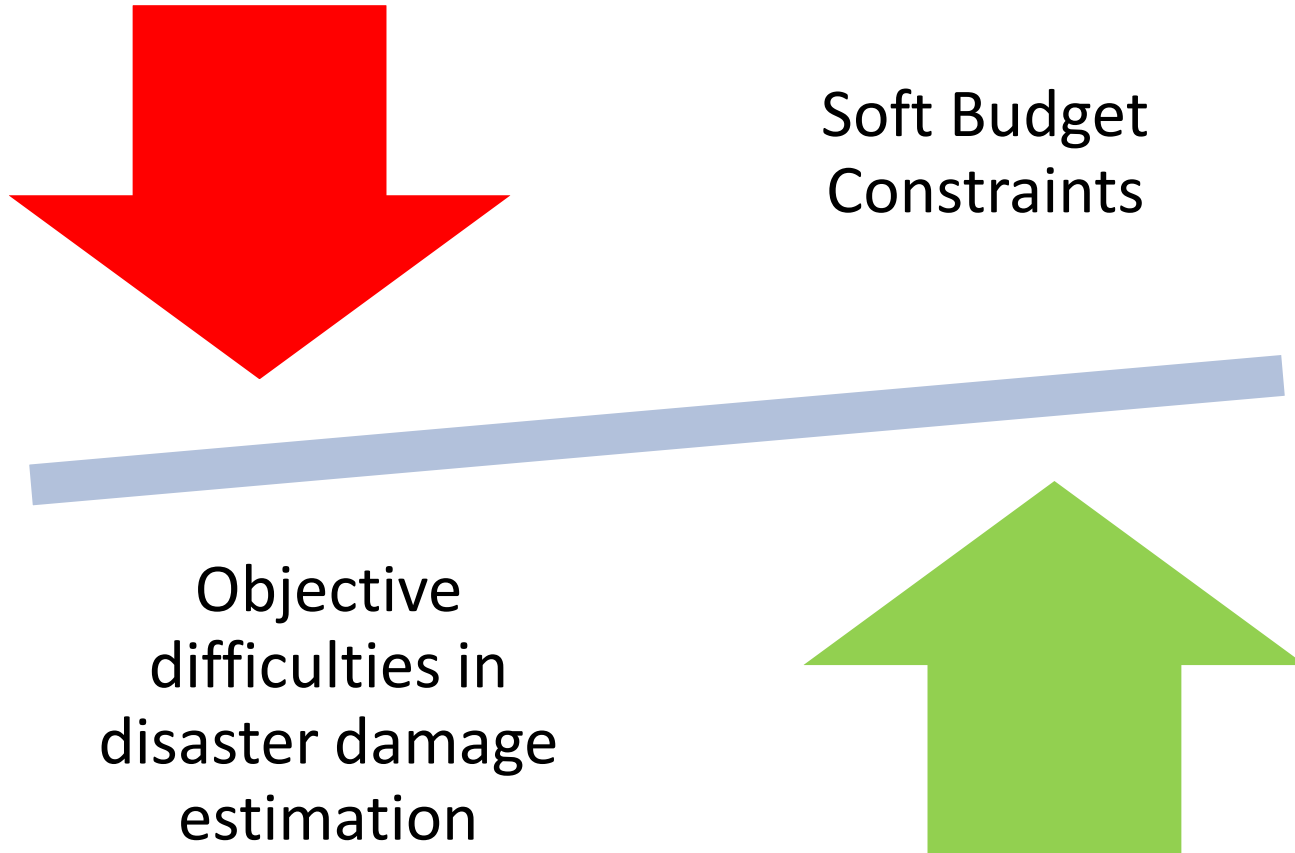 Soft Budget
Constraints
Objective
difficulties in
disaster damage
estimation